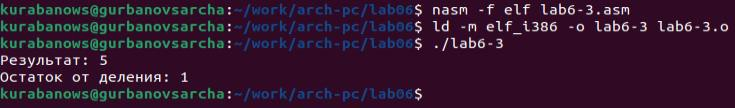 kurabanows@gurbanovsarcha:~/work/arch-pc/lab06$ nasm -f elf lab6-3.asm
kurabanows@gurbanovsarcha:~/work/arch-pc/lab06$ ld -m elf_i386 -o lab6-3 lab6-3.o
kurabanows@gurbanovsarcha:~/work/arch-pc/lab06$ ./lab6-3
Результат: 5
Остаток от деления: 1
kurabanows@gurbanovsarcha:~/work/arch-pc/lab06$